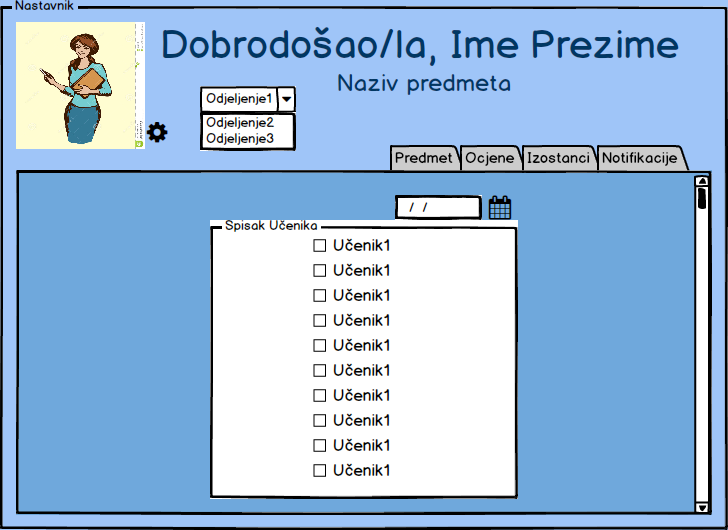 Nastavnik
Dobrodošao/la, Ime Prezime
Naziv predmeta
Odjeljenje1
Odjeljenje2
Odjeljenje3
Predmet Ocjene Izostanci Notifikacije
/ /
Spisak Učenika
Učenik1
Učenik1
Učenik1
Učenik1
Učenik1
Učenik1
Učenik1
Učenik1
Učenik1
Učenik1